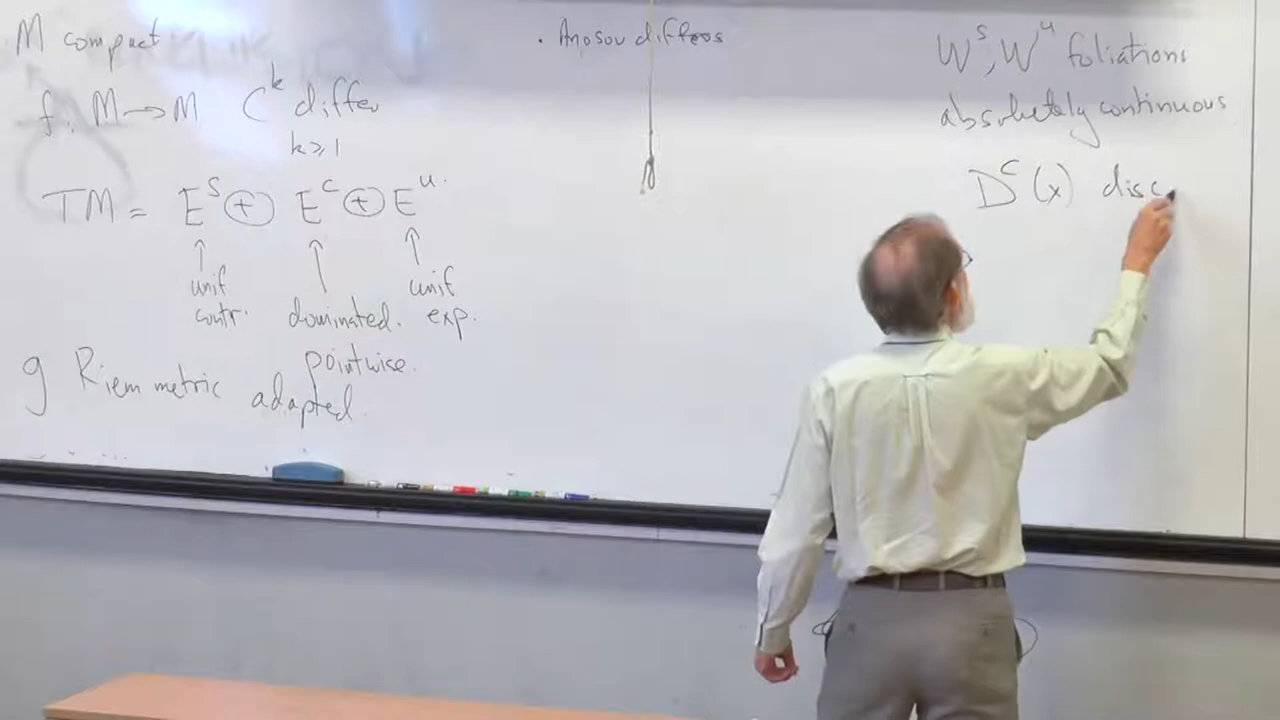 M compact
f: M → M C^k diffeo
k ≥ 1
TM = E^s ⊕ E^c ⊕ E^u.
↑ ↑ ↑
unif contr. dominated. unif exp.
pointwise.
g Riem metric adapted.
· Anosov diffeos
W^s, W^u foliations
absolutely continuous
D^c(x) disc